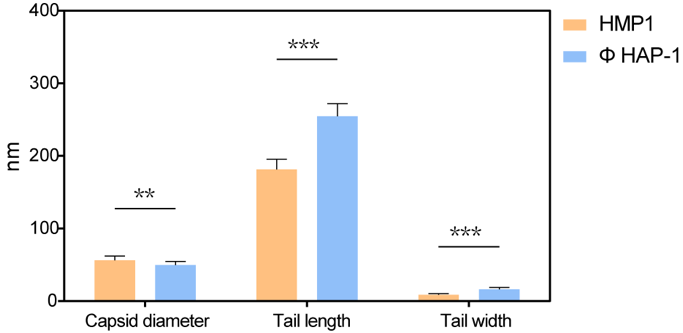 400
300
200
100
0
nm
**
***
***
Capsid diameter
Tail length
Tail width
HMP1
Φ HAP-1